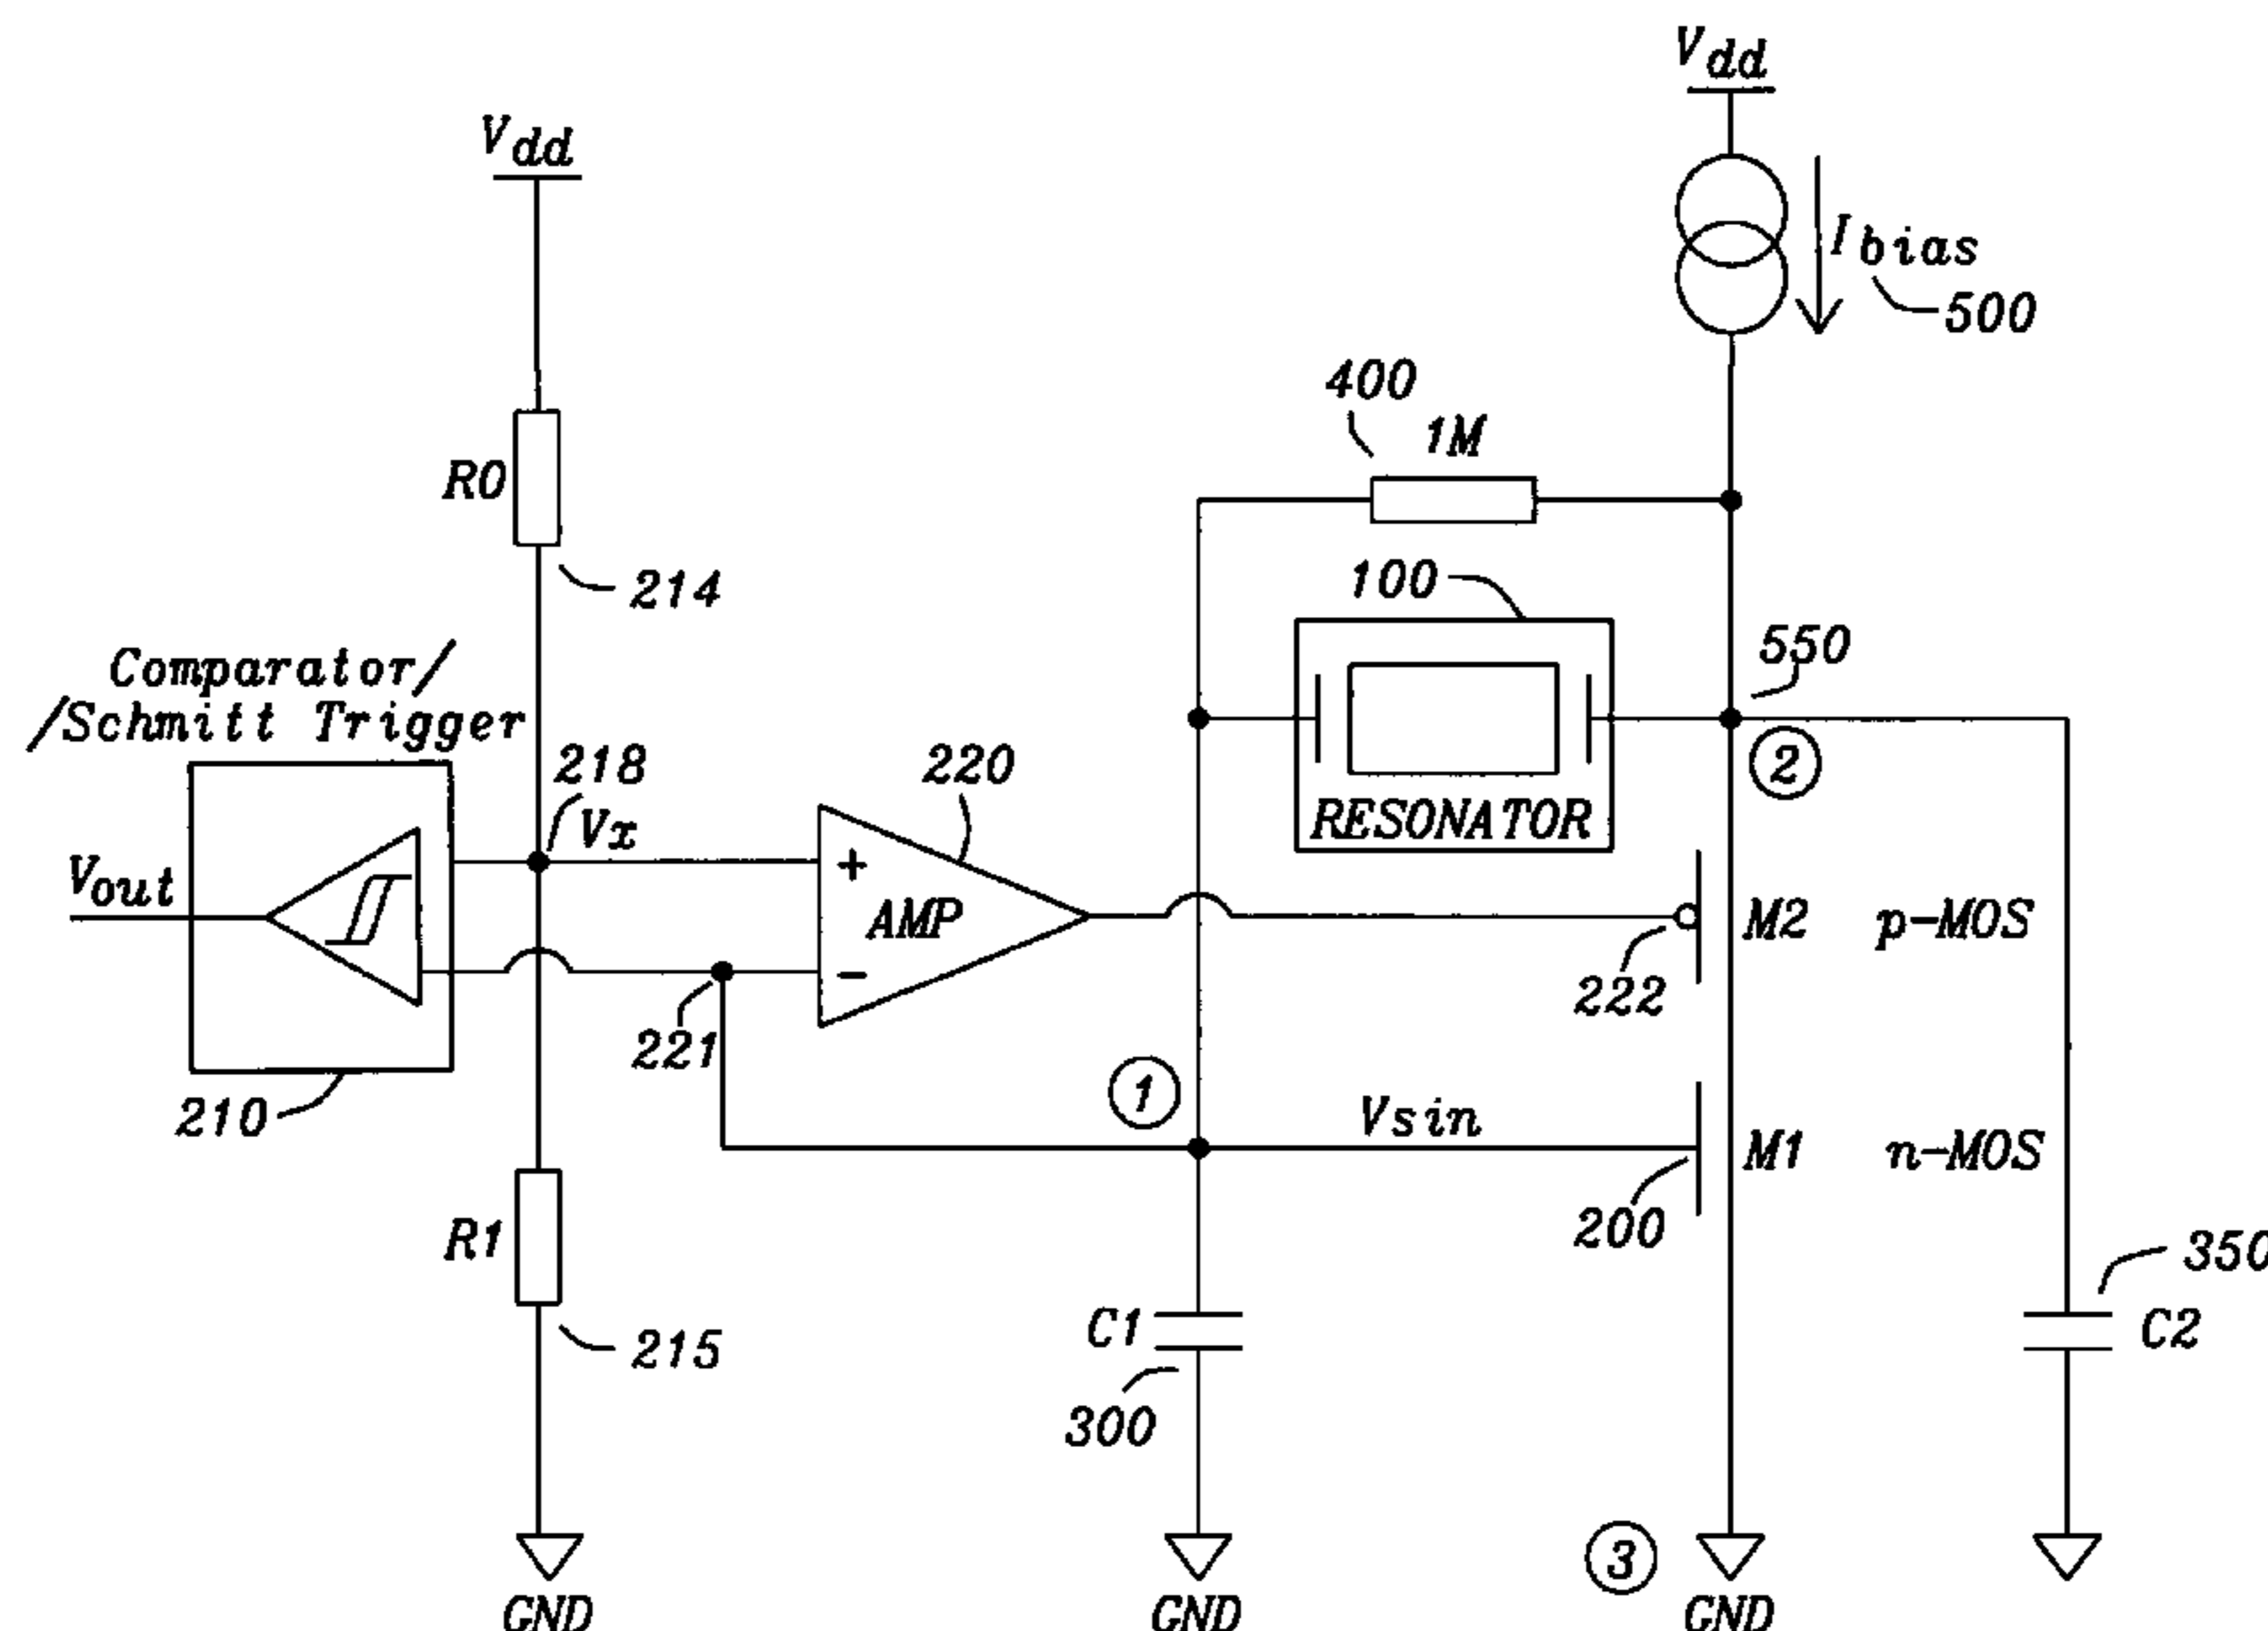 Vdd
Vdd
Ibias
500
400
1M
R0
214
100
550
Comparator/
/Schmitt Trigger
218
Vx
220
2
RESONATOR
Vout
+
AMP
-
M2
p-MOS
222
221
210
1
Vsin
M1
n-MOS
200
R1
215
C1
300
350
C2
3
GND
GND
GND